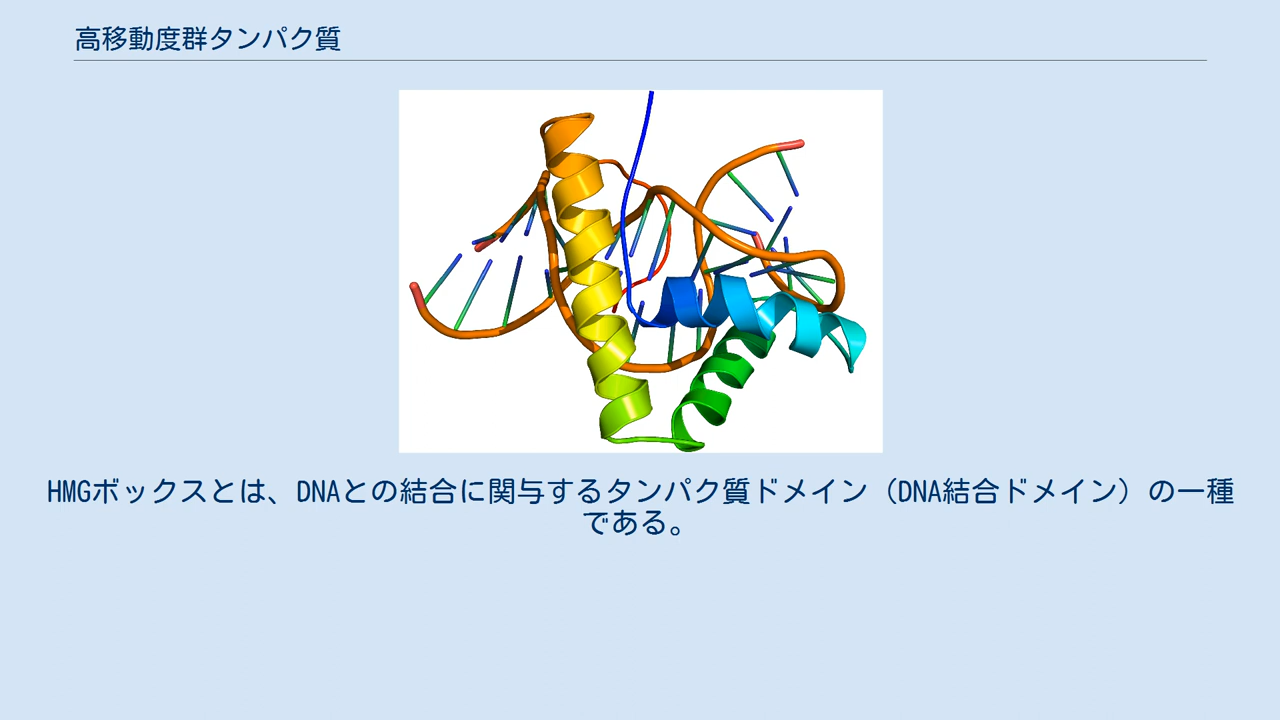 高移動度群タンパク質
HMGボックスとは、DNAとの結合に関与するタンパク質ドメイン（DNA結合ドメイン）の一種
である。